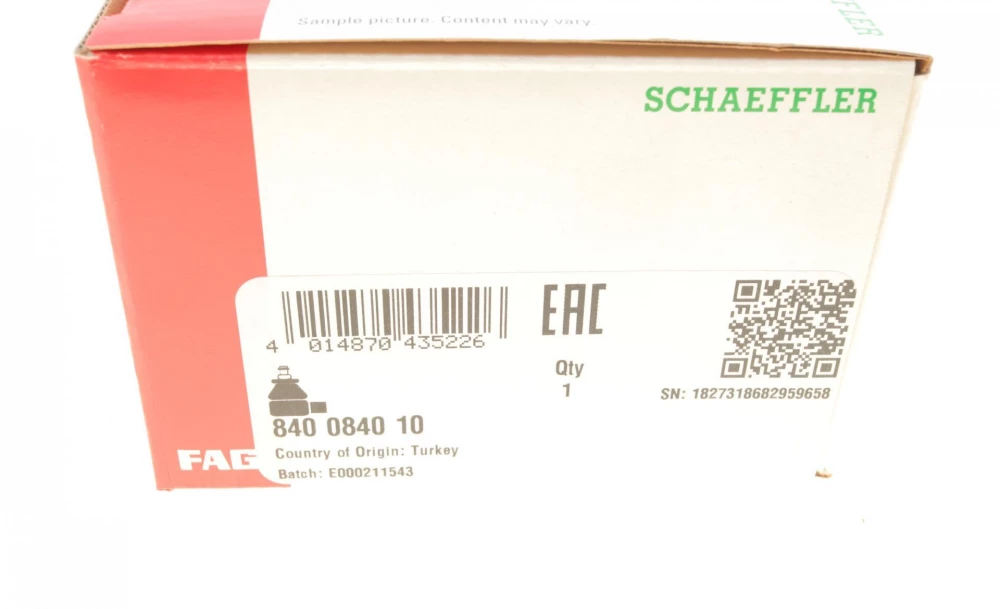 Sample picture. Content may vary.
SCHAEFFLER
SCHAEFFLER
EAC
4 014870 435226
Qty
1
SN: 1827318682959658
840 0840 10
Country of Origin: Turkey
Batch: E000211543
FAG